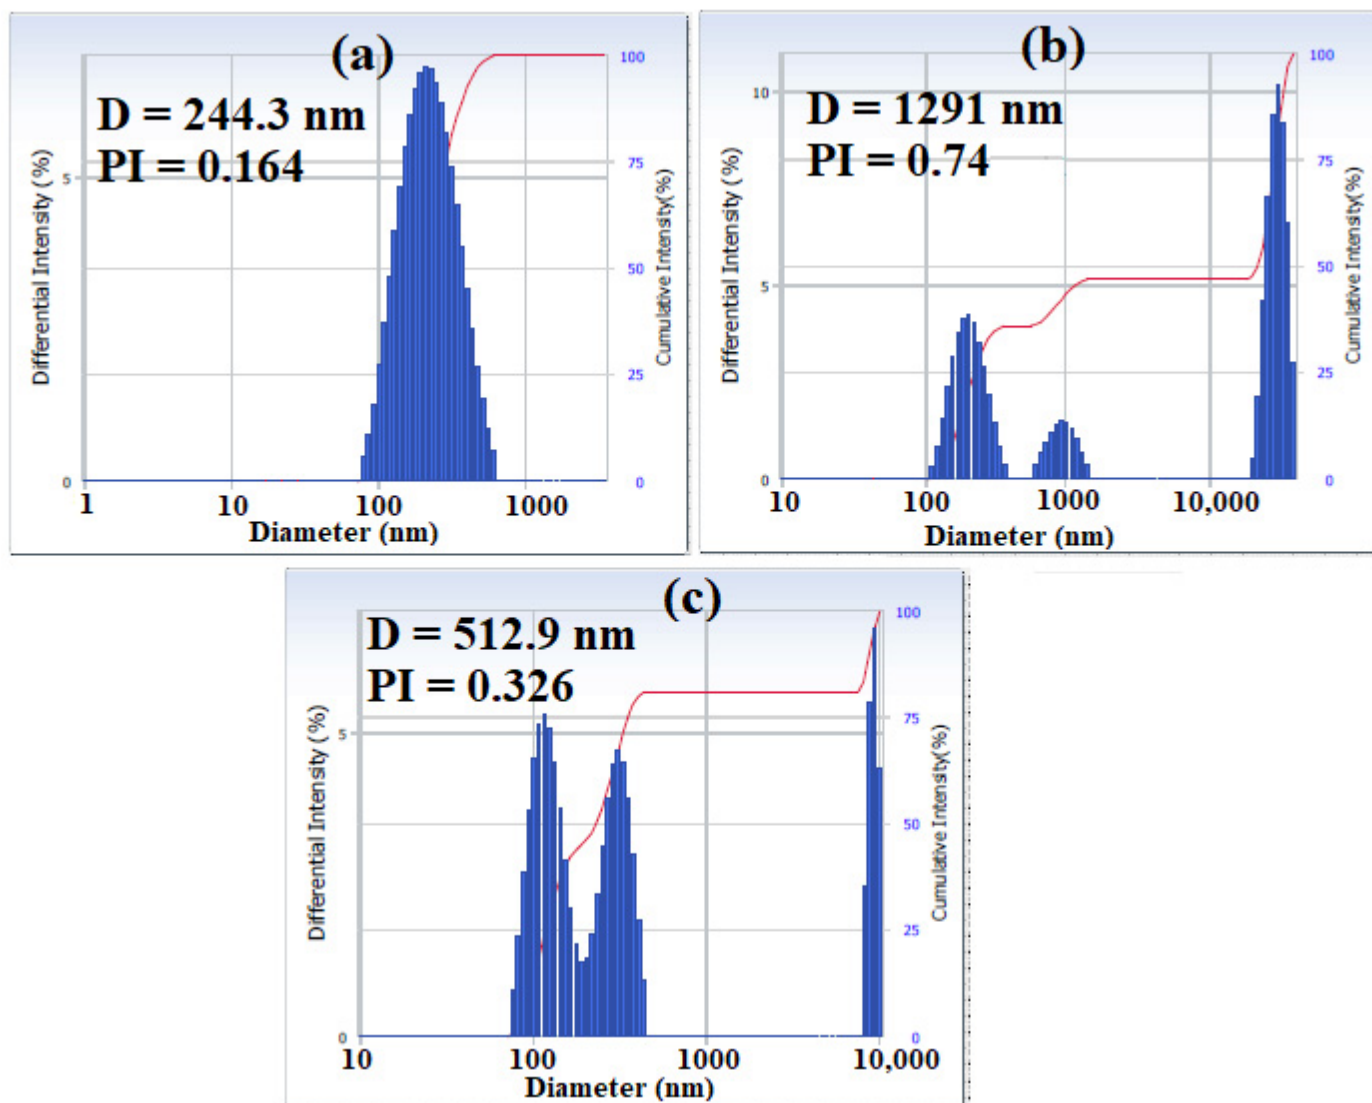 (a)
D = 244.3 nm
PI = 0.164
Differential Intensity (%)
5
0
100
75
50
25
0
Cumulative Intensity(%)
1 10 100 1000
Diameter (nm)
(b)
D = 1291 nm
PI = 0.74
Differential Intensity (%)
10
5
0
100
75
50
25
0
Cumulative Intensity(%)
10 100 1000 10,000
Diameter (nm)
(c)
D = 512.9 nm
PI = 0.326
Differential Intensity (%)
5
0
100
75
50
25
0
Cumulative Intensity(%)
10 100 1000 10,000
Diameter (nm)